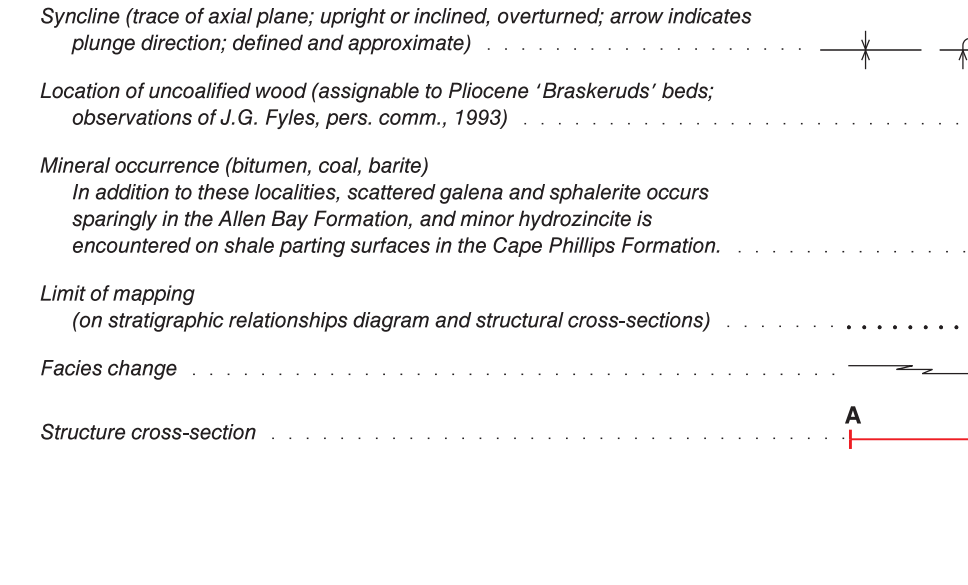 Syncline (trace of axial plane; upright or inclined, overturned; arrow indicates
plunge direction; defined and approximate) . . . . . . . . . . . . . . . . . . .
Location of uncoalified wood (assignable to Pliocene ‘Braskeruds’ beds;
observations of J.G. Fyles, pers. comm., 1993) . . . . . . . . . . . . . . . . . . . . . . . . . .
Mineral occurrence (bitumen, coal, barite)
In addition to these localities, scattered galena and sphalerite occurs
sparingly in the Allen Bay Formation, and minor hydrozincite is
encountered on shale parting surfaces in the Cape Phillips Formation. . . . . . . . . . . . . .
Limit of mapping
(on stratigraphic relationships diagram and structural cross-sections) . . . . . . .
Facies change . . . . . . . . . . . . . . . . . . . . . . . . . . . . . . . . . . . . . .
A
Structure cross-section . . . . . . . . . . . . . . . . . . . . . . . . . . . . . . . . . .